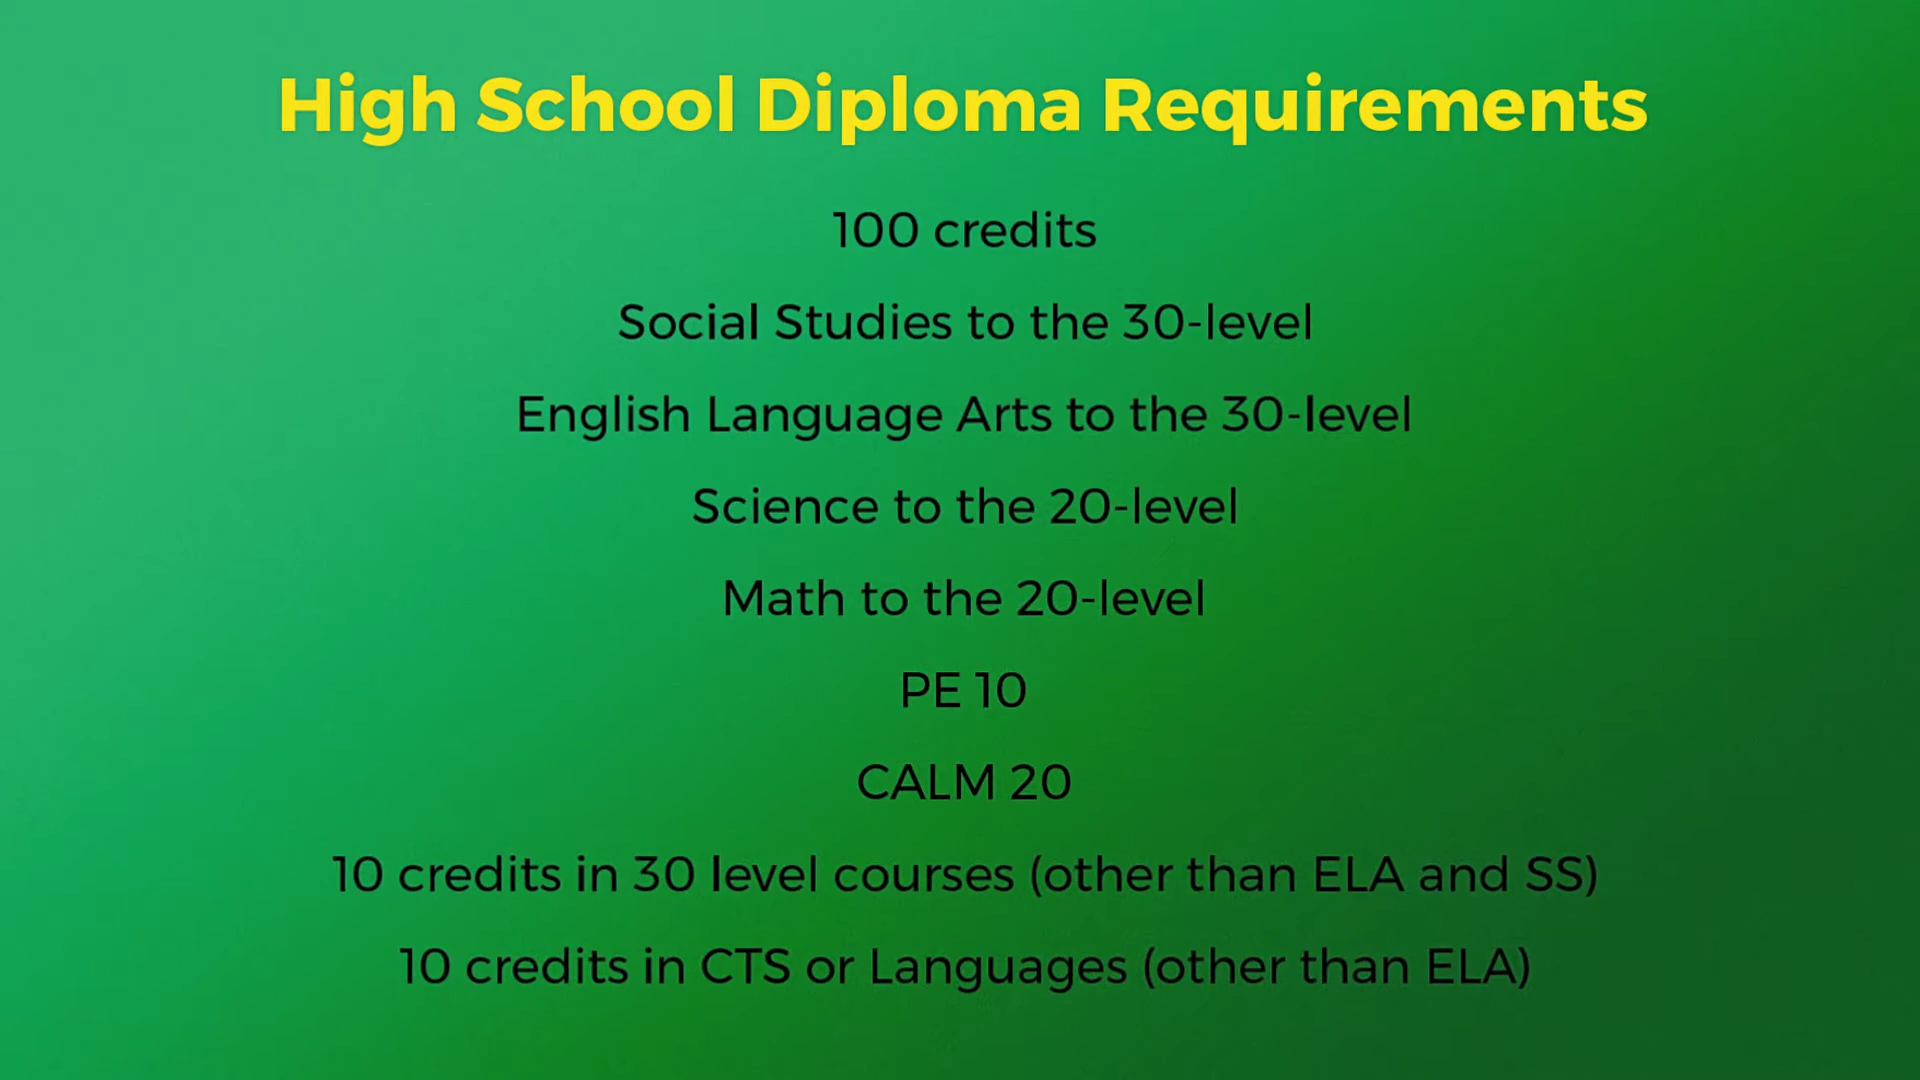 High School Diploma Requirements
100 credits
Social Studies to the 30-level
English Language Arts to the 30-level
Science to the 20-level
Math to the 20-level
PE 10
CALM 20
10 credits in 30 level courses (other than ELA and SS)
10 credits in CTS or Languages (other than ELA)